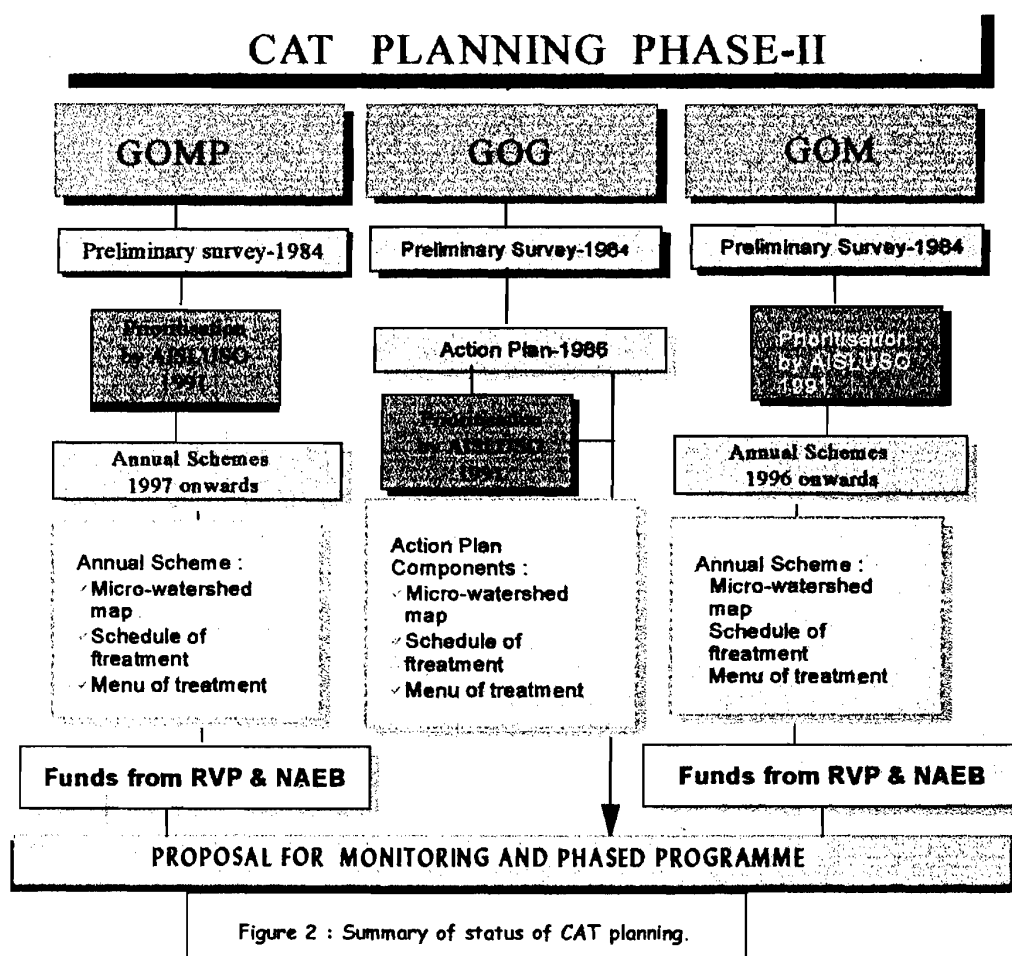 CAT PLANNING PHASE-II
GOMP
Preliminary survey-1984
Prioritisation
by AISLUSO
1991
Annual Schemes
1997 onwards
Annual Scheme :
✓Micro-watershed
map
✓Schedule of
ftreatment
✓Menu of treatment
Funds from RVP & NAEB
GOG
Preliminary Survey-1984
Action Plan-1986
Prioritisation
by AISLUSO
Action Plan
Components :
✓Micro-watershed
map
✓Schedule of
ftreatment
✓Menu of treatment
GOM
Preliminary Survey-1984
Prioritisation
by AISLUSO
1991
Annual Schemes
1996 onwards
Annual Scheme :
Micro-watershed
map
Schedule of
ftreatment
Menu of treatment
Funds from RVP & NAEB
PROPOSAL FOR MONITORING AND PHASED PROGRAMME
Figure 2 : Summary of status of CAT planning.